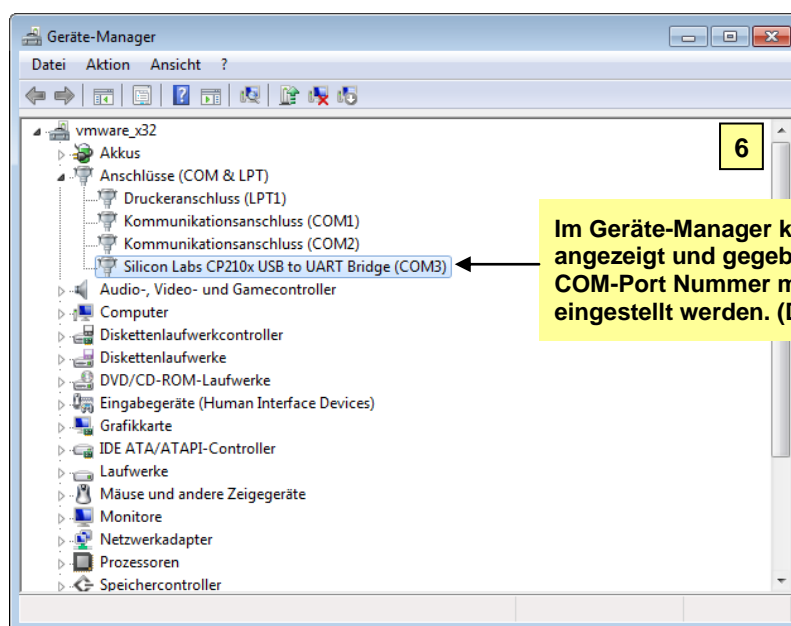 Geräte-Manager
Datei Aktion Ansicht ?
vmware_x32
6
Akkus
Anschlüsse (COM & LPT)
Druckeranschluss (LPT1)
Kommunikationsanschluss (COM1)
Kommunikationsanschluss (COM2)
Silicon Labs CP210x USB to UART Bridge (COM3)
Im Geräte-Manager
angezeigt und
COM-Port Nummer
eingestellt werden.
Audio-, Video- und Gamecontroller
Computer
Diskettenlaufwerkcontroller
Diskettenlaufwerke
DVD/CD-ROM-Laufwerke
Eingabegeräte (Human Interface Devices)
Grafikkarte
IDE ATA/ATAPI-Controller
Laufwerke
Mäuse und andere Zeigegeräte
Monitore
Netzwerkadapter
Prozessoren
Speichercontroller